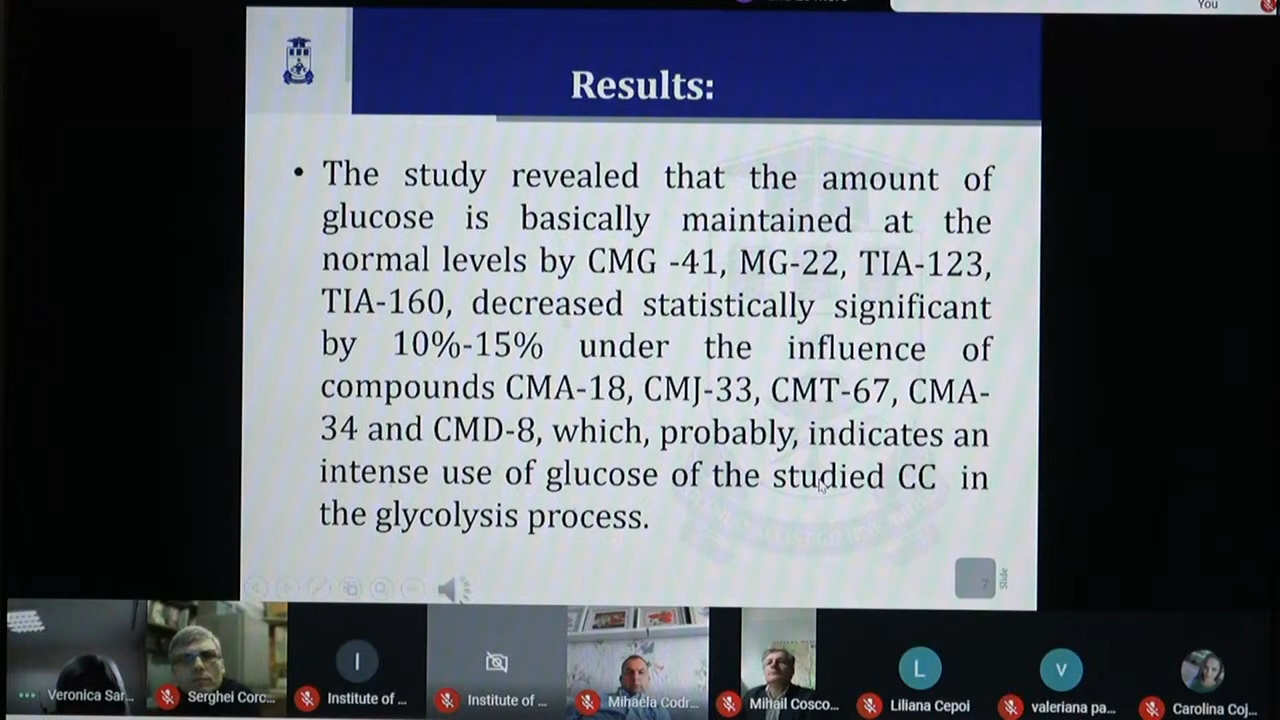 You
Results:
• The study revealed that the amount of
glucose is basically maintained at the
normal levels by CMG -41, MG-22, TIA-123,
TIA-160, decreased statistically significant
by 10%-15% under the influence of
compounds CMA-18, CMJ-33, CMT-67, CMA-
34 and CMD-8, which, probably, indicates an
intense use of glucose of the studied CC in
the glycolysis process.
7
Slide
Veronica Sar...
Serghei Corc...
I
Institute of ...
Institute of ...
Mihaela Codr...
Mihail Cosco...
L
Liliana Cepoi
v
valeriana pa...
Carolina Coj...